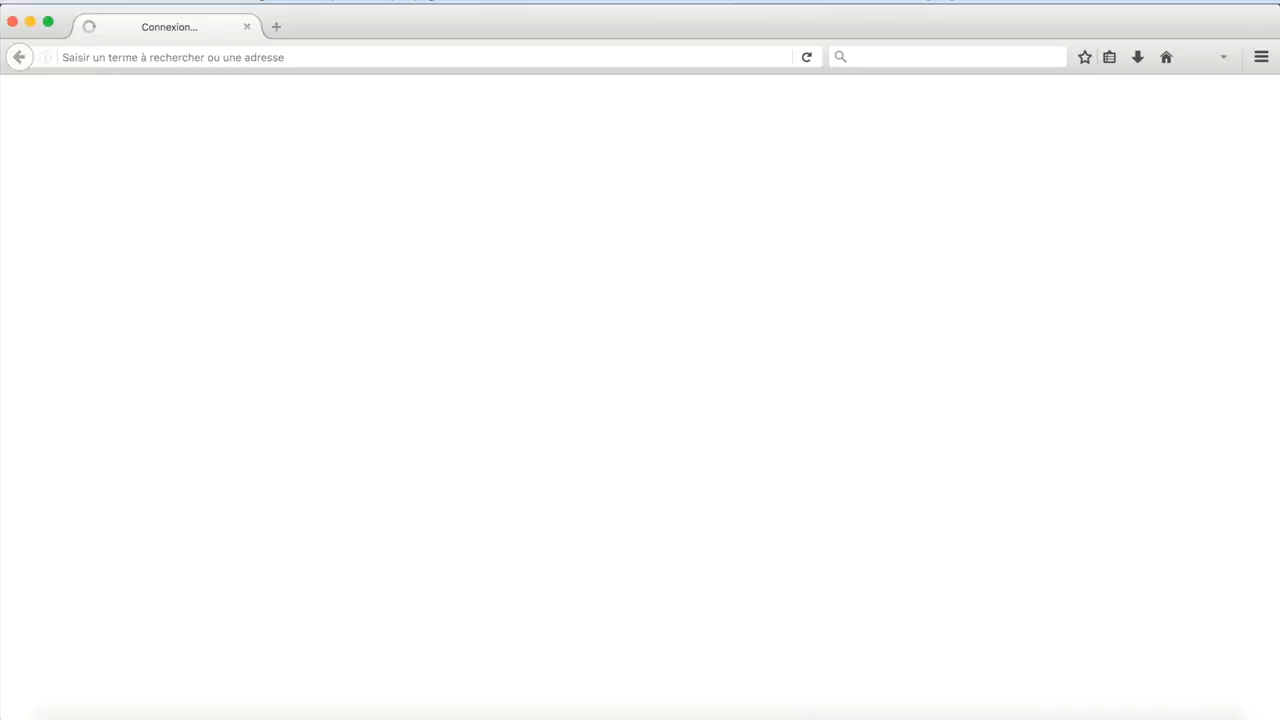 Connexion...
Saisir un terme à rechercher ou une adresse